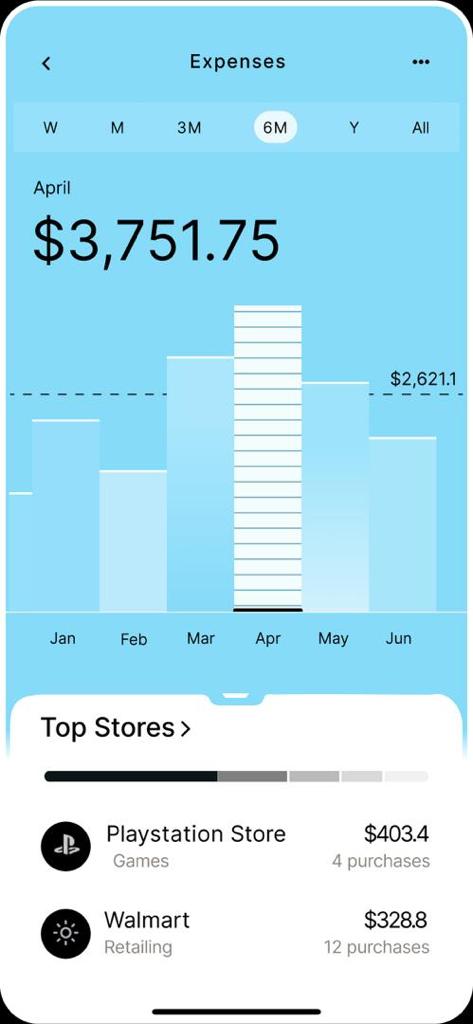 Expenses
W M 3M 6M Y All
April
$3,751.75
$2,621.1
Jan Feb Mar Apr May Jun
Top Stores
Playstation Store $403.4
Games 4 purchases
Walmart $328.8
Retailing 12 purchases